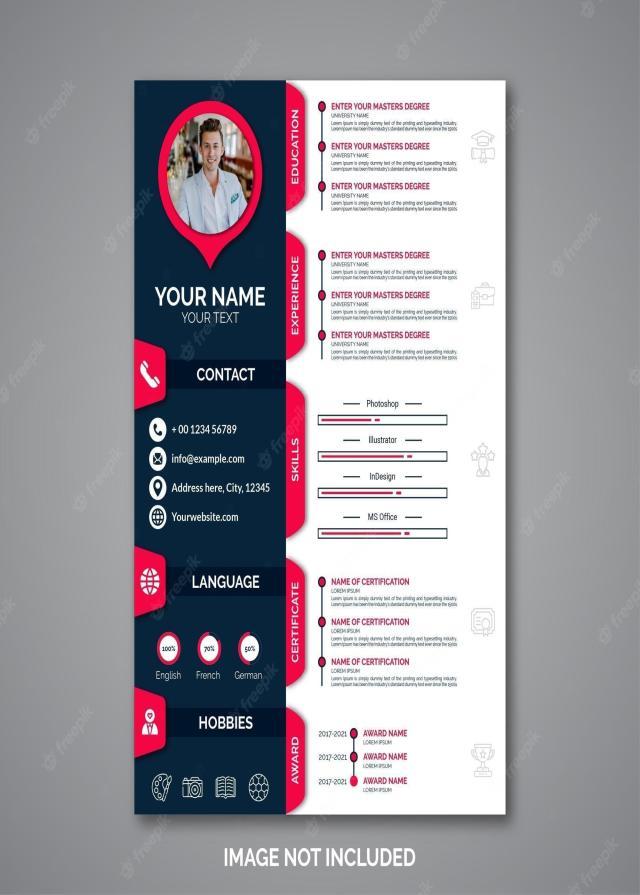 YOUR NAME
YOUR TEXT
CONTACT
+ 00 1234 56789
info@example.com
Address here, City, 12345
Yourwebsite.com
LANGUAGE
100%
70%
50%
English
French
German
HOBBIES
EDUCATION
ENTER YOUR MASTERS DEGREE
UNIVERSITY NAME
Lorem Ipsum is simply dummy text of the printing and typesetting industry.
Lorem Ipsum has been the industry's standard dummy text ever since the 1500s
ENTER YOUR MASTERS DEGREE
UNIVERSITY NAME
Lorem Ipsum is simply dummy text of the printing and typesetting industry.
Lorem Ipsum has been the industry's standard dummy text ever since the 1500s
ENTER YOUR MASTERS DEGREE
UNIVERSITY NAME
Lorem Ipsum is simply dummy text of the printing and typesetting industry.
Lorem Ipsum has been the industry's standard dummy text ever since the 1500s
EXPERIENCE
ENTER YOUR MASTERS DEGREE
UNIVERSITY NAME
Lorem Ipsum is simply dummy text of the printing and typesetting industry.
Lorem Ipsum has been the industry's standard dummy text ever since the 1500s
ENTER YOUR MASTERS DEGREE
UNIVERSITY NAME
Lorem Ipsum is simply dummy text of the printing and typesetting industry.
Lorem Ipsum has been the industry's standard dummy text ever since the 1500s
ENTER YOUR MASTERS DEGREE
UNIVERSITY NAME
Lorem Ipsum is simply dummy text of the printing and typesetting industry.
Lorem Ipsum has been the industry's standard dummy text ever since the 1500s
SKILLS
Photoshop
Illustrator
InDesign
MS Office
CERTIFICATE
NAME OF CERTIFICATION
LOREM IPSUM
Lorem Ipsum is simply dummy text of the printing and typesetting industry.
Lorem Ipsum has been the industry's standard dummy text ever since the 1500s
NAME OF CERTIFICATION
LOREM IPSUM
Lorem Ipsum is simply dummy text of the printing and typesetting industry.
Lorem Ipsum has been the industry's standard dummy text ever since the 1500s
NAME OF CERTIFICATION
LOREM IPSUM
Lorem Ipsum is simply dummy text of the printing and typesetting industry.
Lorem Ipsum has been the industry's standard dummy text ever since the 1500s
AWARD
2017-2021 AWARD NAME
LOREM IPSUM
2017-2021 AWARD NAME
LOREM IPSUM
2017-2021 AWARD NAME
LOREM IPSUM
IMAGE NOT INCLUDED
freepik